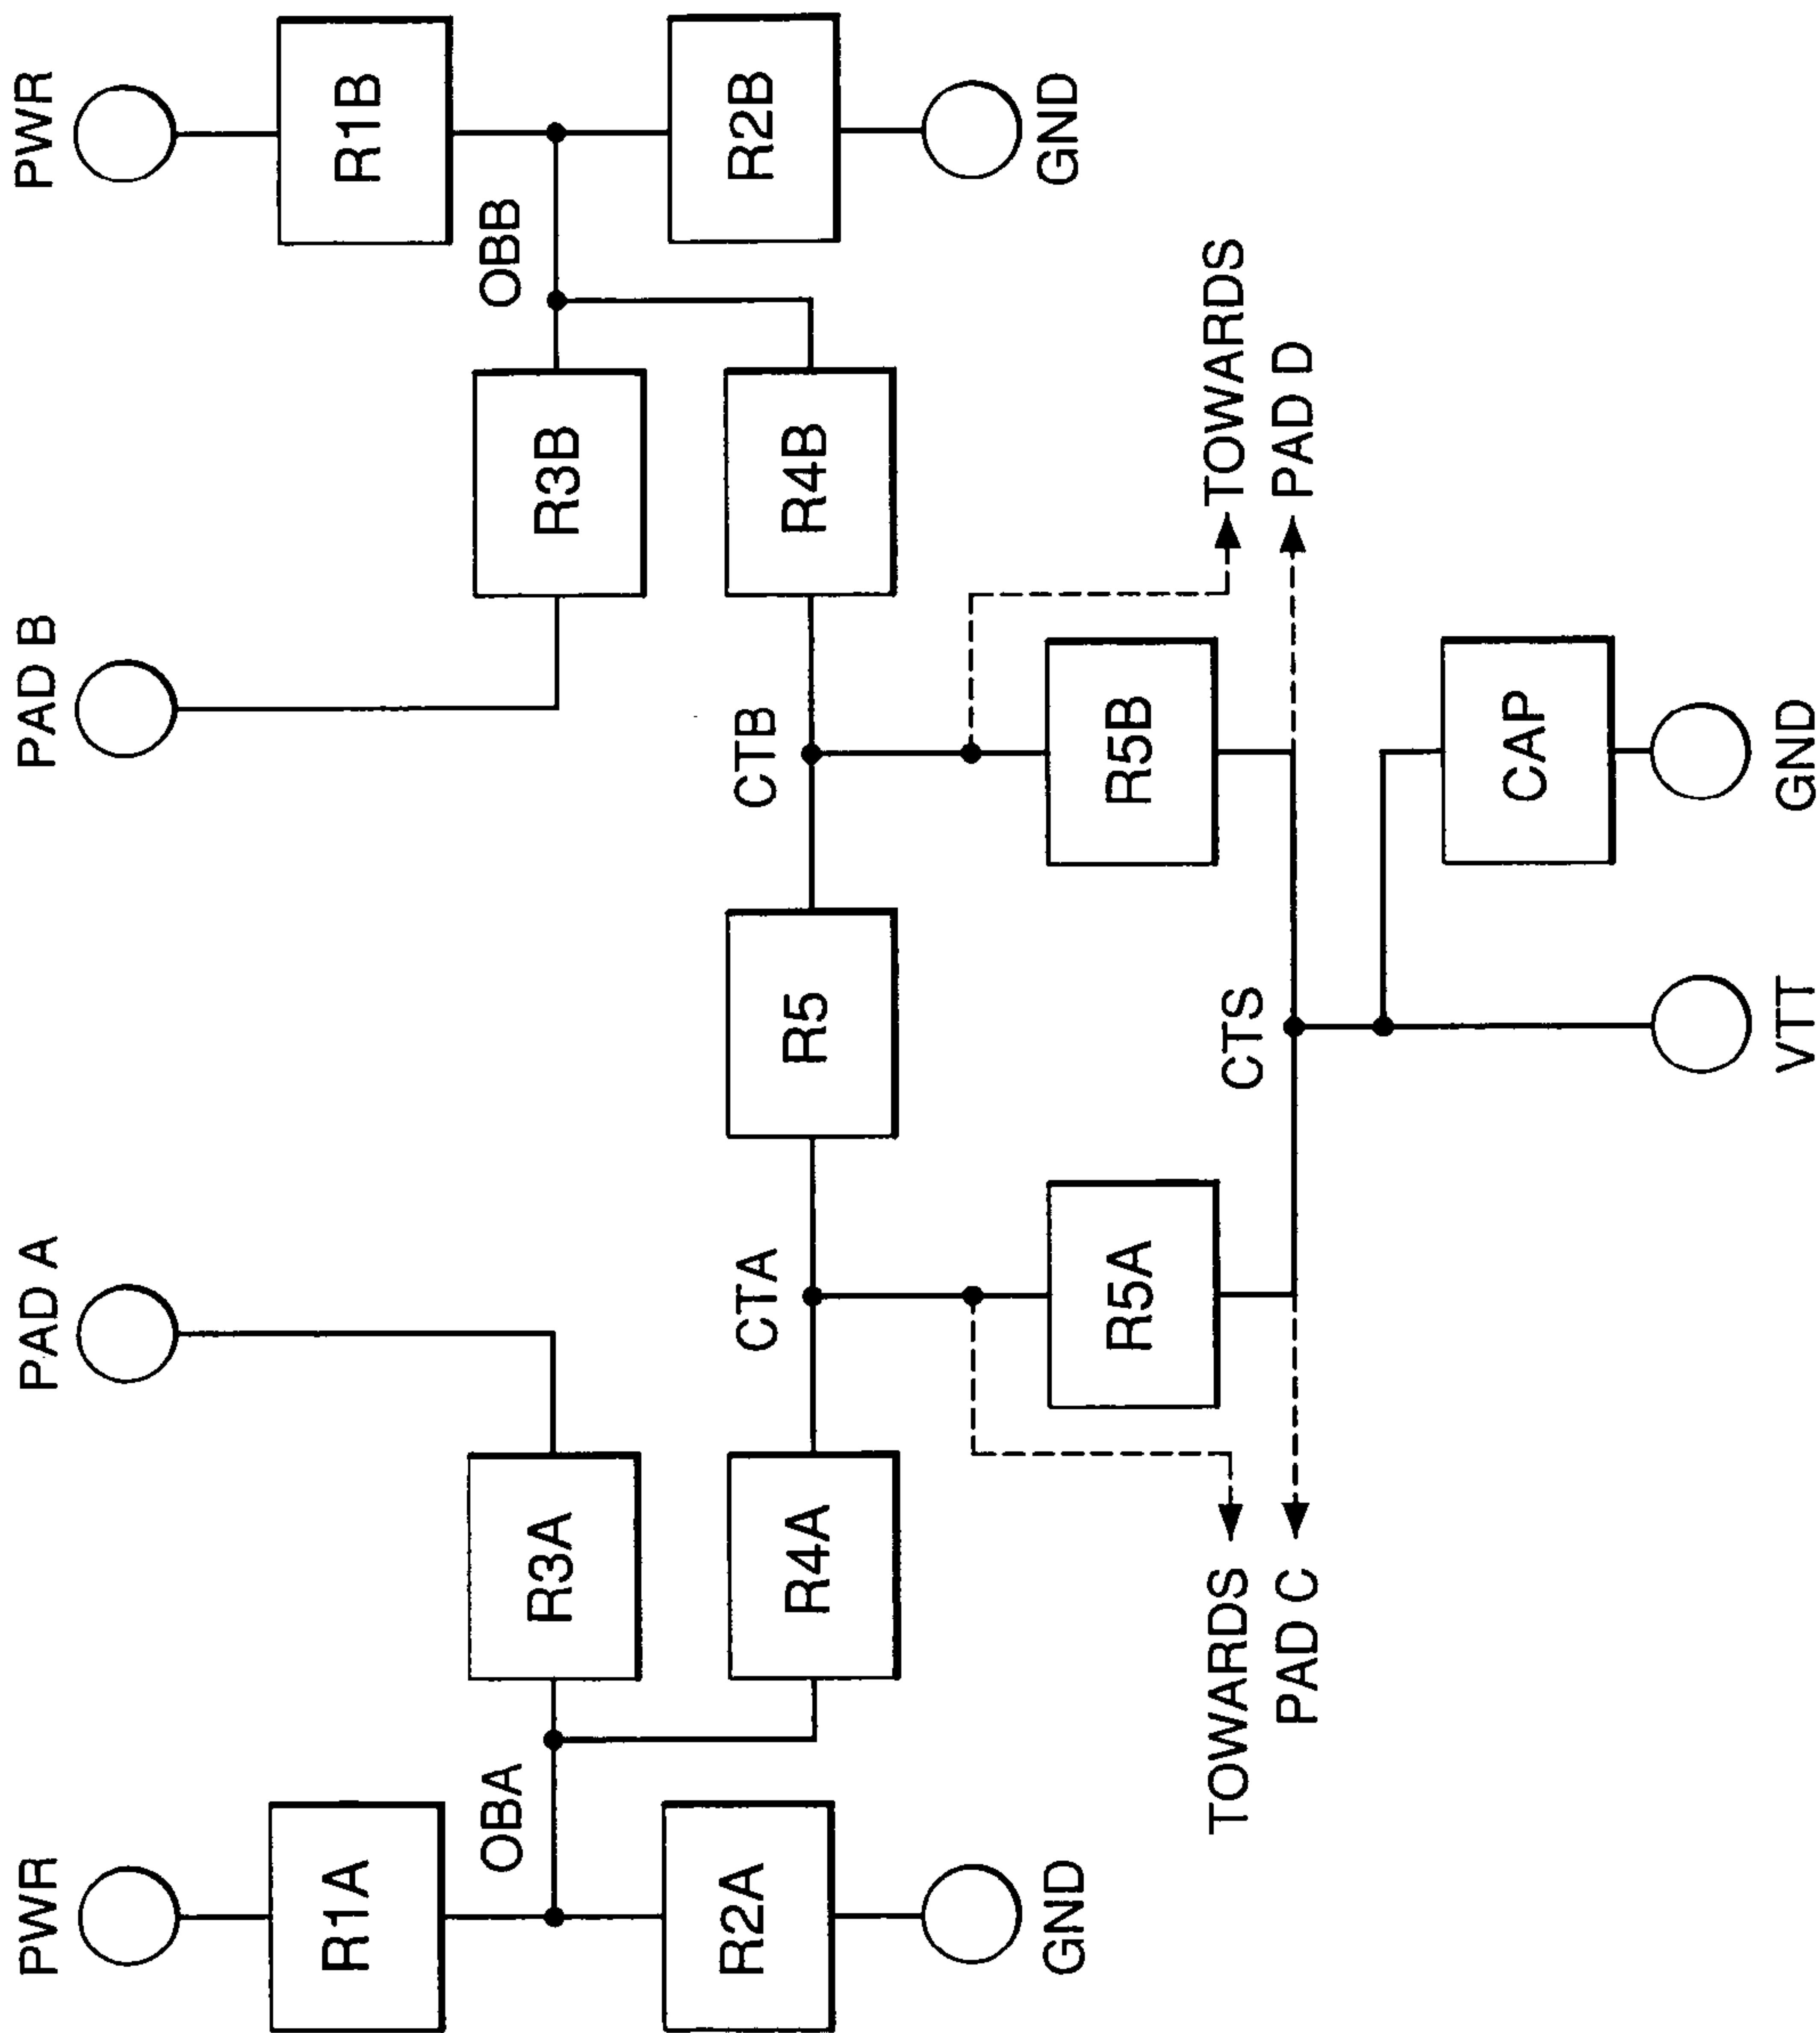 PWR
PAD A
PAD B
PWR
R1A
R1B
OBA
OBB
R3A
R3B
R2A
R4A
CTA
R5
CTB
R4B
R2B
GND
GND
R5A
R5B
TOWARDS
PAD C
CTS
TOWARDS
PAD D
CAP
VTT
GND